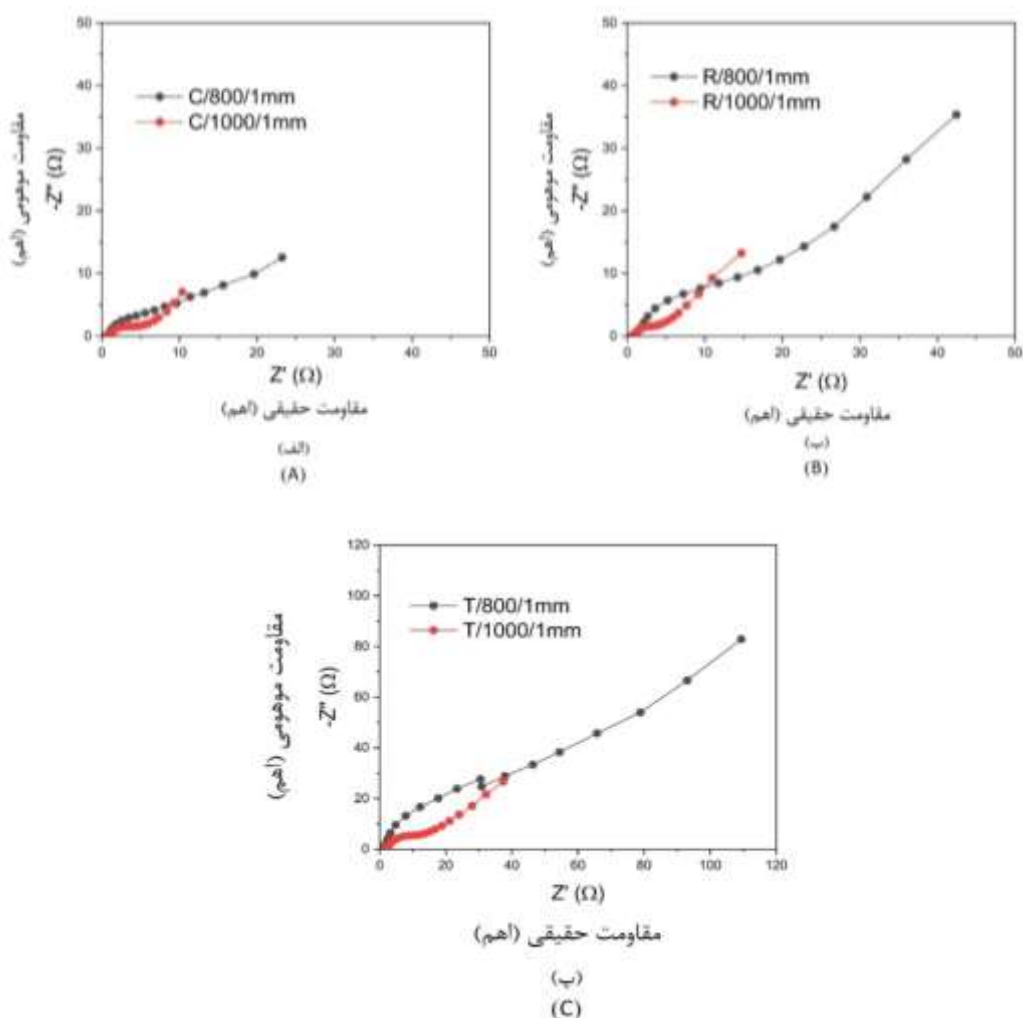 50
40
30
20
10
0
مقاومت موهومی (اهم)
-Z" (Ω)
C/800/1mm
C/1000/1mm
0 10 20 30 40 50
Z' (Ω)
مقاومت حقیقی (اهم)
(الف)
(A)
50
40
30
20
10
0
مقاومت موهومی (اهم)
-Z" (Ω)
R/800/1mm
R/1000/1mm
0 10 20 30 40 50
Z' (Ω)
مقاومت حقیقی (اهم)
(ب)
(B)
120
100
80
60
40
20
0
مقاومت موهومی (اهم)
-Z" (Ω)
T/800/1mm
T/1000/1mm
0 20 40 60 80 100 120
Z' (Ω)
مقاومت حقیقی (اهم)
(پ)
(C)